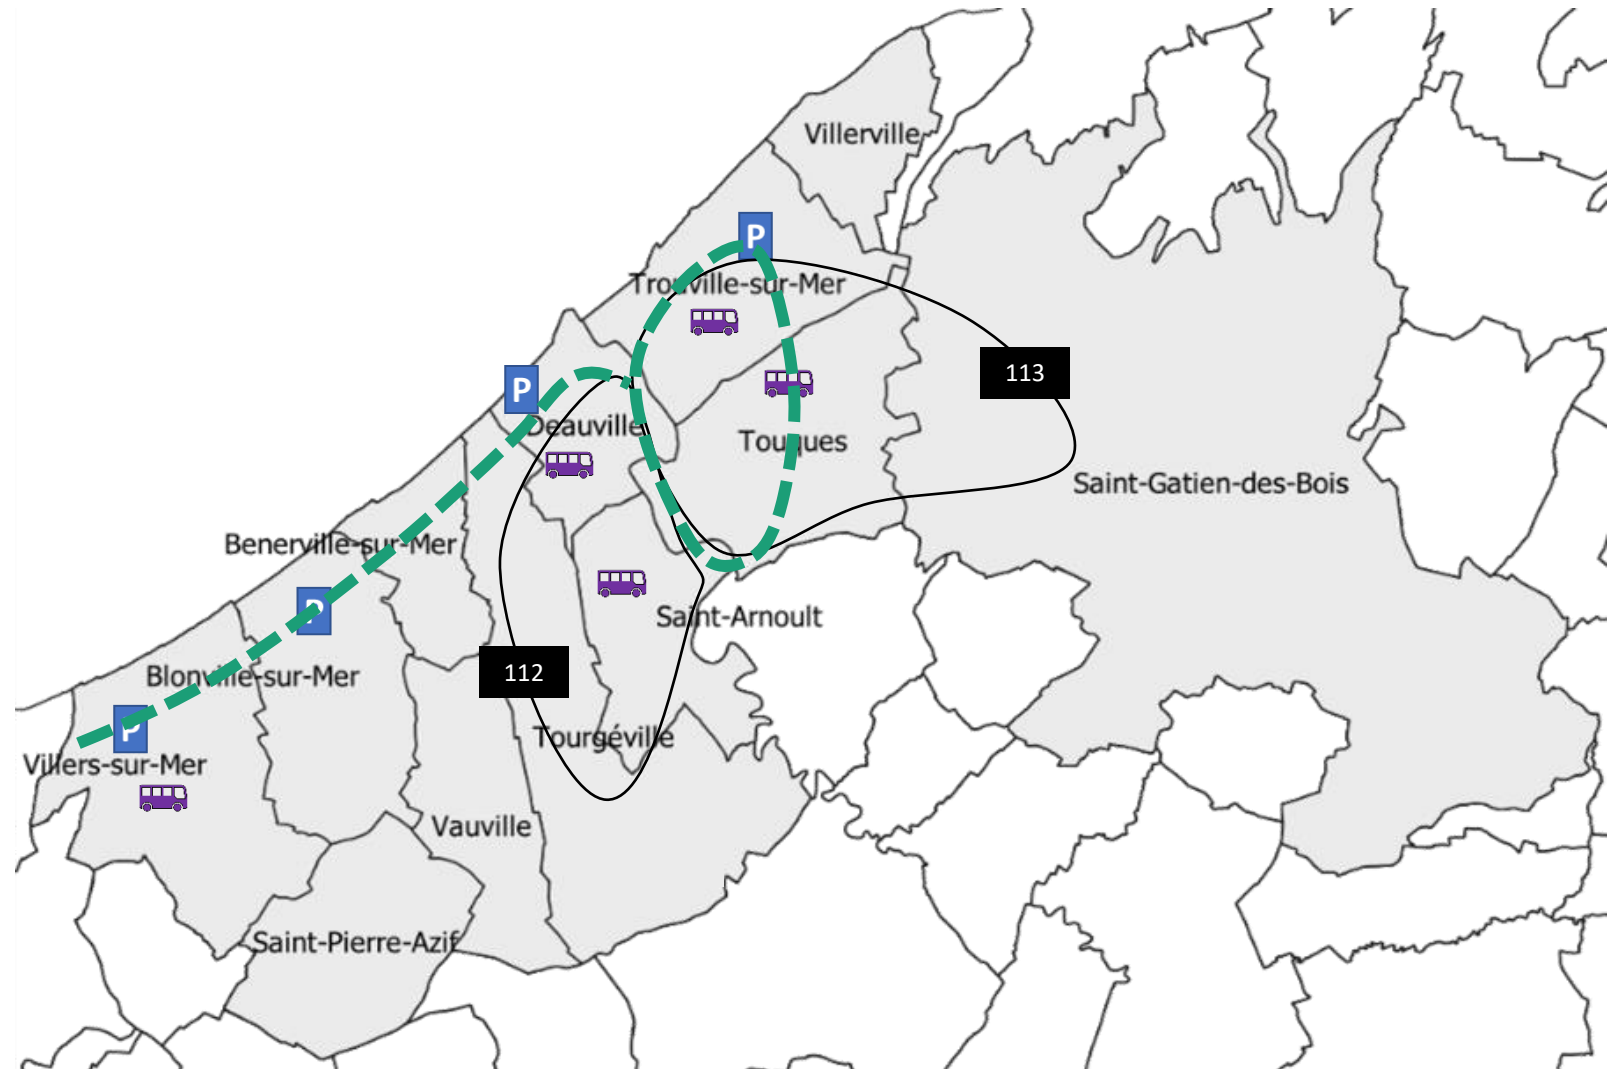 Villerville
P
Trouville-sur-Mer
113
P
Deauville
Touques
Saint-Gatien-des-Bois
Benerville-sur-Mer
P
Saint-Arnoult
Blonville-sur-Mer
112
P
Tourgéville
Villers-sur-Mer
Vauville
Saint-Pierre-Azif